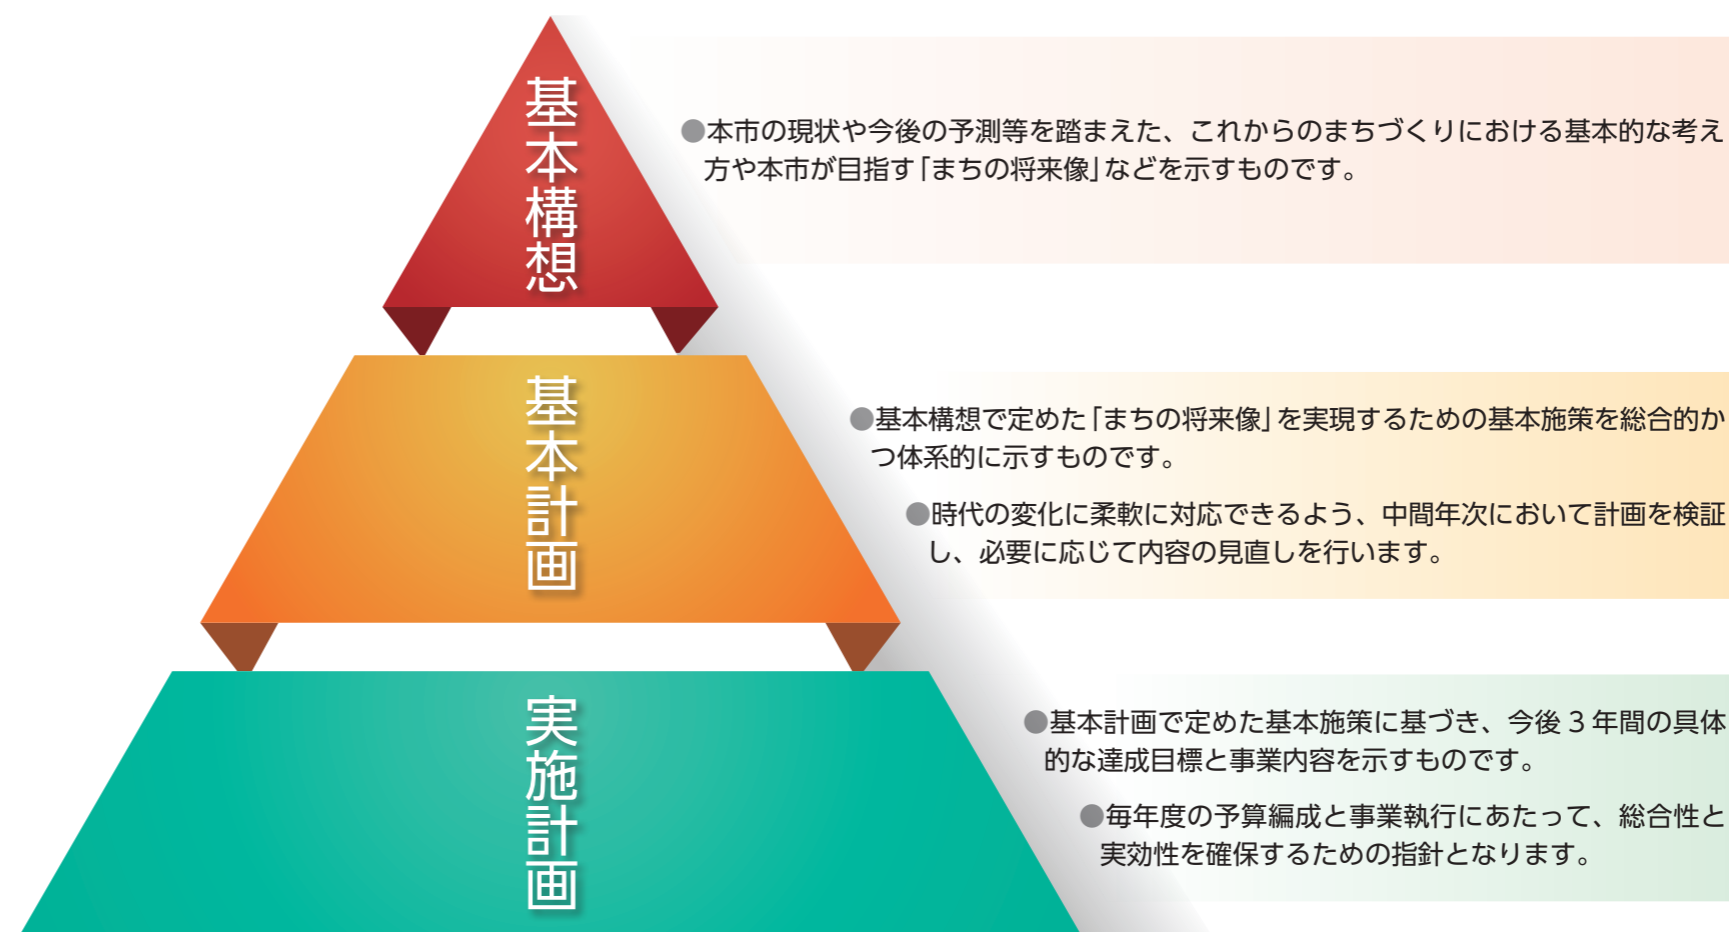 基本構想
●本市の現状や今後の予測等を踏まえた、これからのまちづくりにおける基本的な考え
方や本市が目指す「まちの将来像」などを示すものです。
基本計画
●基本構想で定めた「まちの将来像」を実現するための基本施策を総合的か
つ体系的に示すものです。
●時代の変化に柔軟に対応できるよう、中間年次において計画を検証
し、必要に応じて内容の見直しを行います。
実施計画
●基本計画で定めた基本施策に基づき、今後3年間の具体
的な達成目標と事業内容を示すものです。
●毎年度の予算編成と事業執行にあたって、総合性と
実効性を確保するための指針となります。